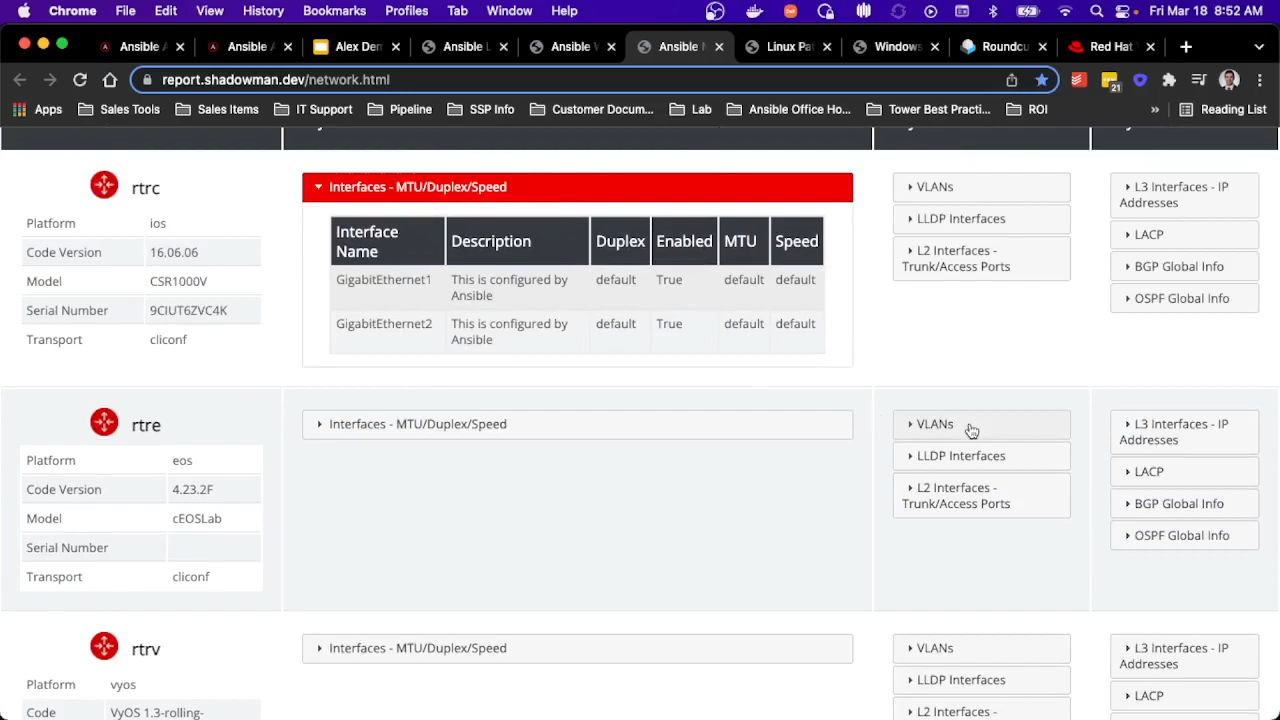 Chrome File Edit View History Bookmarks Profiles Tab Window Help Fri Mar 18 8:52 AM
Ansible A Ansible A Alex Dem Ansible L Ansible W Ansible N Linux Pat Windows Roundcu Red Hat
report.shadowman.dev/network.html 21
Apps Sales Tools Sales Items IT Support Pipeline SSP Info Customer Docum... Lab Ansible Office Ho... Tower Best Practi... ROI » Reading List
rtrc
Platform ios
Code Version 16.06.06
Model CSR1000V
Serial Number 9CIUT6ZVC4K
Transport cliconf
Interfaces - MTU/Duplex/Speed
Interface Name Description Duplex Enabled MTU Speed
GigabitEthernet1 This is configured by Ansible default True default default
GigabitEthernet2 This is configured by Ansible default True default default
VLANs
LLDP Interfaces
L2 Interfaces -
Trunk/Access Ports
L3 Interfaces - IP
Addresses
LACP
BGP Global Info
OSPF Global Info
rtre
Platform eos
Code Version 4.23.2F
Model cEOSLab
Serial Number
Transport cliconf
Interfaces - MTU/Duplex/Speed
VLANs
LLDP Interfaces
L2 Interfaces -
Trunk/Access Ports
L3 Interfaces - IP
Addresses
LACP
BGP Global Info
OSPF Global Info
rtrv
Platform vyos
Code VyOS 1.3-rolling-
Interfaces - MTU/Duplex/Speed
VLANs
LLDP Interfaces
L2 Interfaces -
L3 Interfaces - IP
Addresses
LACP